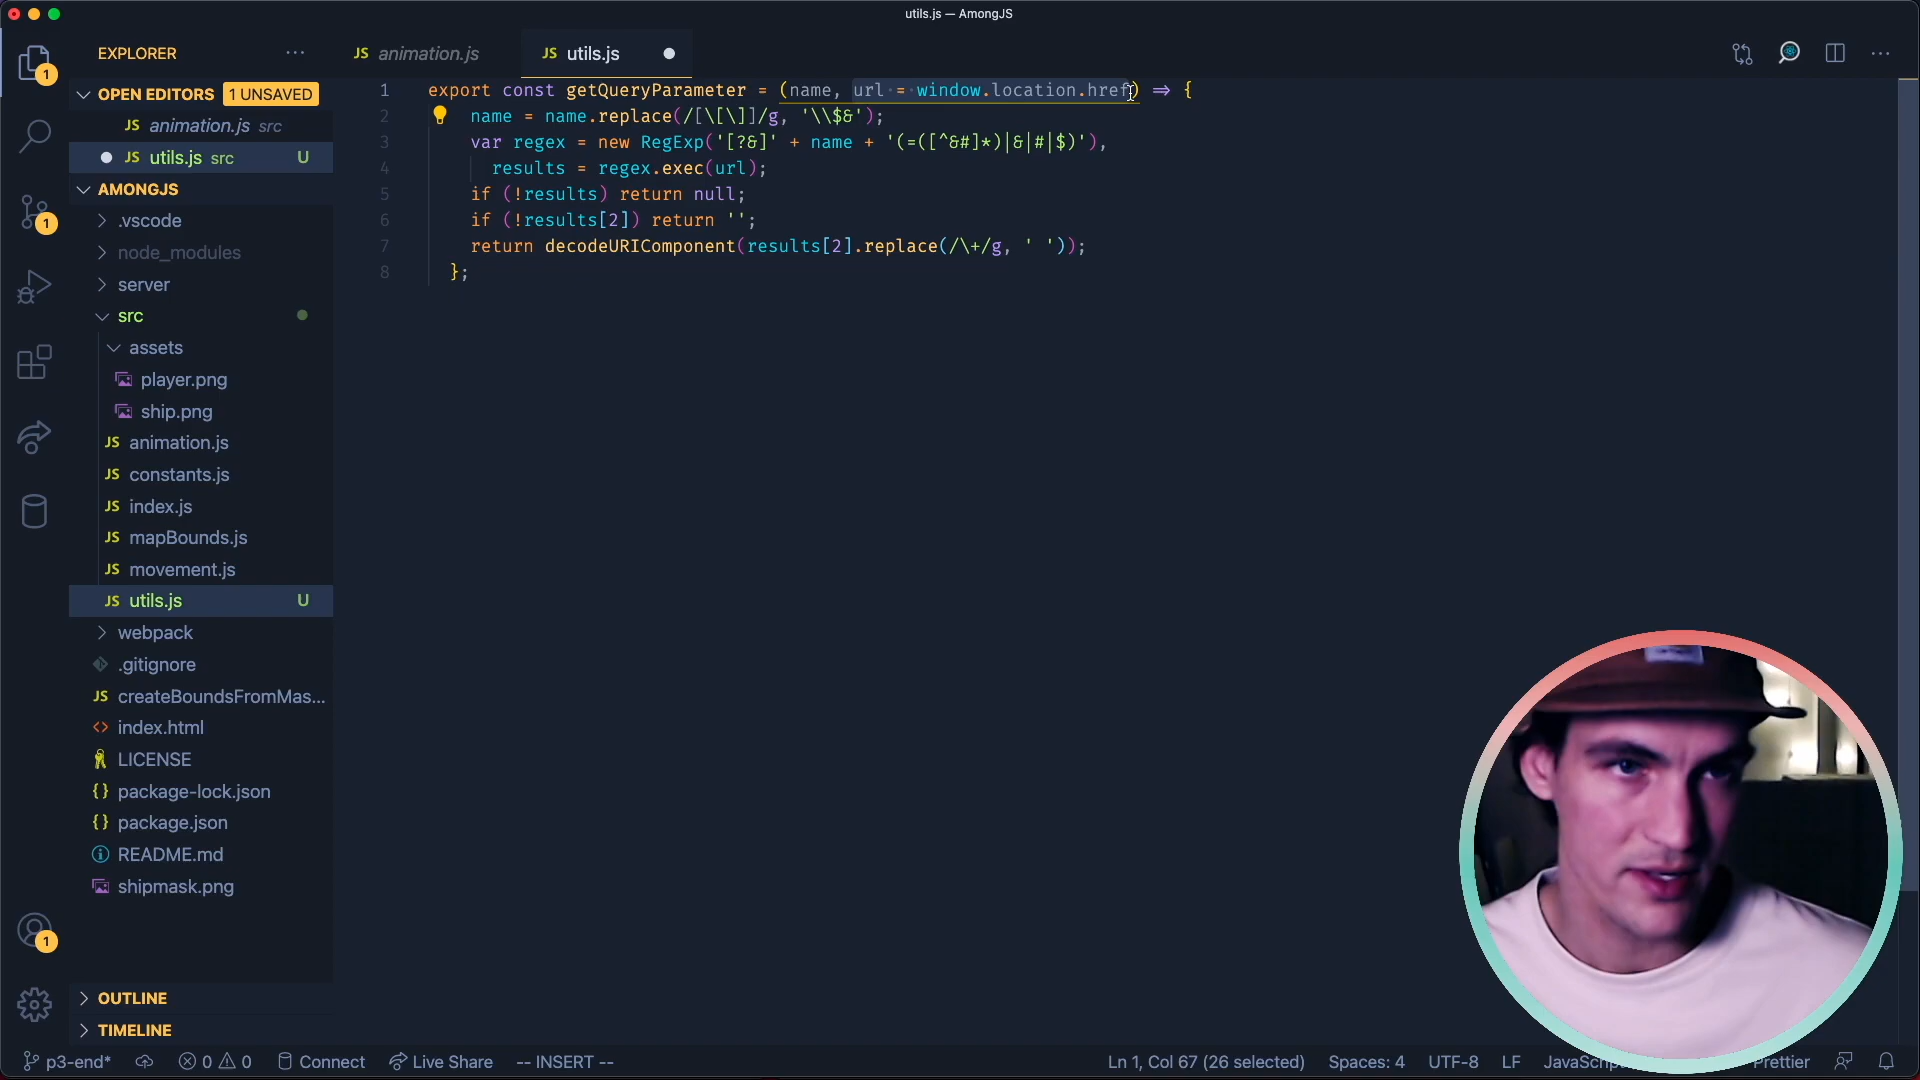 utils.js — AmongJS
EXPLORER
JS animation.js
JS utils.js
1
OPEN EDITORS 1 UNSAVED
JS animation.js src
JS utils.js src U
AMONGJS
.vscode
node_modules
server
src
assets
player.png
ship.png
JS animation.js
JS constants.js
JS index.js
JS mapBounds.js
JS movement.js
JS utils.js U
webpack
.gitignore
JS createBoundsFromMas...
index.html
LICENSE
{} package-lock.json
{} package.json
README.md
shipmask.png
OUTLINE
TIMELINE
1
1
1 export const getQueryParameter = (name, url = window.location.href) => {
2 name = name.replace(/[\[\]]/g, '\\$&');
3 var regex = new RegExp('[?&]' + name + '(=([^&#]*)|&|#|$)'),
4 results = regex.exec(url);
5 if (!results) return null;
6 if (!results[2]) return '';
7 return decodeURIComponent(results[2].replace(/\+/g, ' '));
8 };
p3-end* 0 0 Connect Live Share -- INSERT -- Ln 1, Col 67 (26 selected) Spaces: 4 UTF-8 LF JavaScrip Prettier